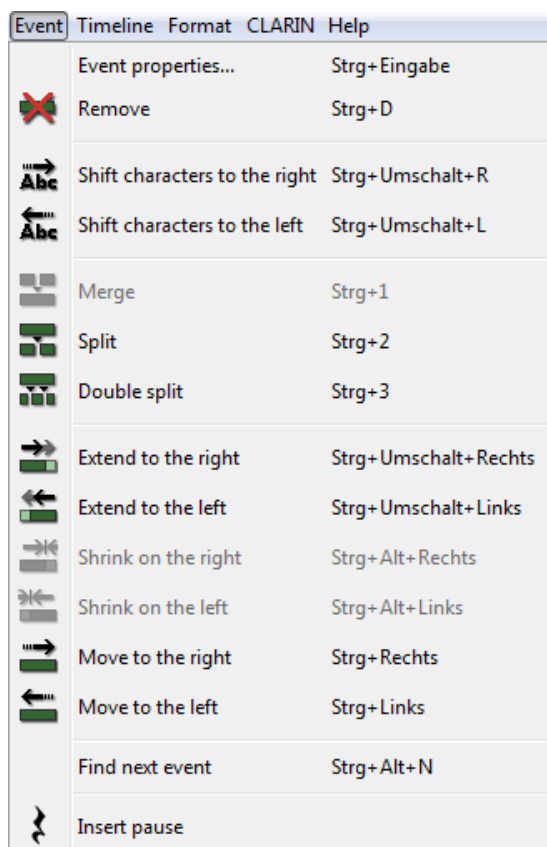 Event Timeline Format CLARIN Help
Event properties... Strg+Eingabe
Remove Strg+D
Abc Shift characters to the right Strg+Umschalt+R
Abc Shift characters to the left Strg+Umschalt+L
Merge Strg+1
Split Strg+2
Double split Strg+3
Extend to the right Strg+Umschalt+Rechts
Extend to the left Strg+Umschalt+Links
Shrink on the right Strg+Alt+Rechts
Shrink on the left Strg+Alt+Links
Move to the right Strg+Rechts
Move to the left Strg+Links
Find next event Strg+Alt+N
Insert pause